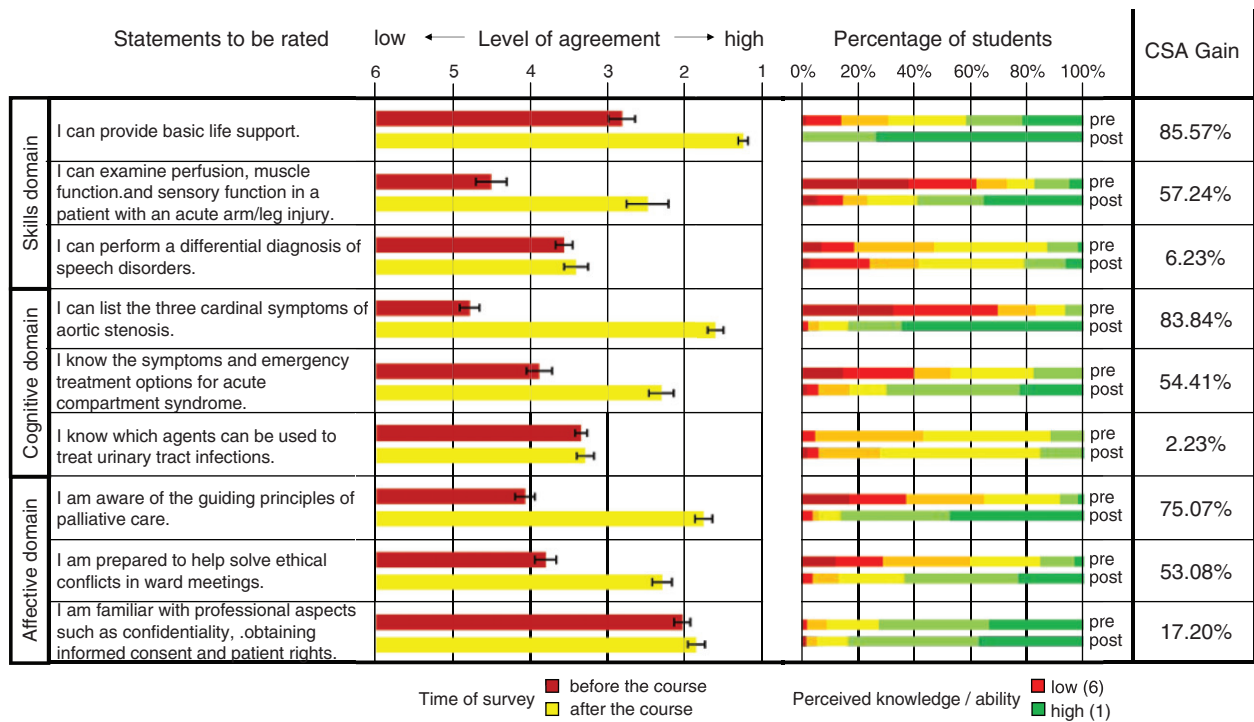 Statements to be rated
low ← Level of agreement → high
Percentage of students
CSA Gain
6 5 4 3 2 1
0% 20% 40% 60% 80% 100%
Skills domain
I can provide basic life support.
pre
post
85.57%
I can examine perfusion, muscle
function.and sensory function in a
patient with an acute arm/leg injury.
pre
post
57.24%
I can perform a differential diagnosis of
speech disorders.
pre
post
6.23%
Cognitive domain
I can list the three cardinal symptoms of
aortic stenosis.
pre
post
83.84%
I know the symptoms and emergency
treatment options for acute
compartment syndrome.
pre
post
54.41%
I know which agents can be used to
treat urinary tract infections.
pre
post
2.23%
Affective domain
I am aware of the guiding principles of
palliative care.
pre
post
75.07%
I am prepared to help solve ethical
conflicts in ward meetings.
pre
post
53.08%
I am familiar with professional aspects
such as confidentiality, .obtaining
informed consent and patient rights.
pre
post
17.20%
Time of survey
before the course
after the course
Perceived knowledge / ability
low (6)
high (1)